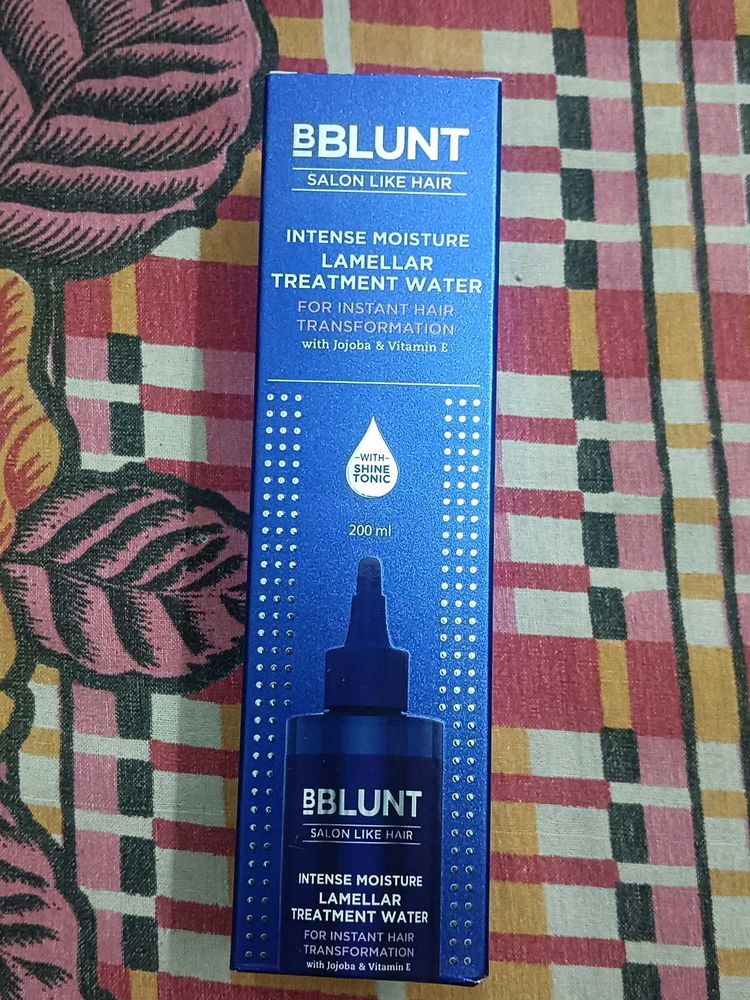 BBLUNT
SALON LIKE HAIR
INTENSE MOISTURE
LAMELLAR
TREATMENT WATER
FOR INSTANT HAIR
TRANSFORMATION
with Jojoba & Vitamin E
-WITH-
SHINE
TONIC
200 ml
BBLUNT
SALON LIKE HAIR
INTENSE MOISTURE
LAMELLAR
TREATMENT WATER
FOR INSTANT HAIR
TRANSFORMATION
with Jojoba & Vitamin E